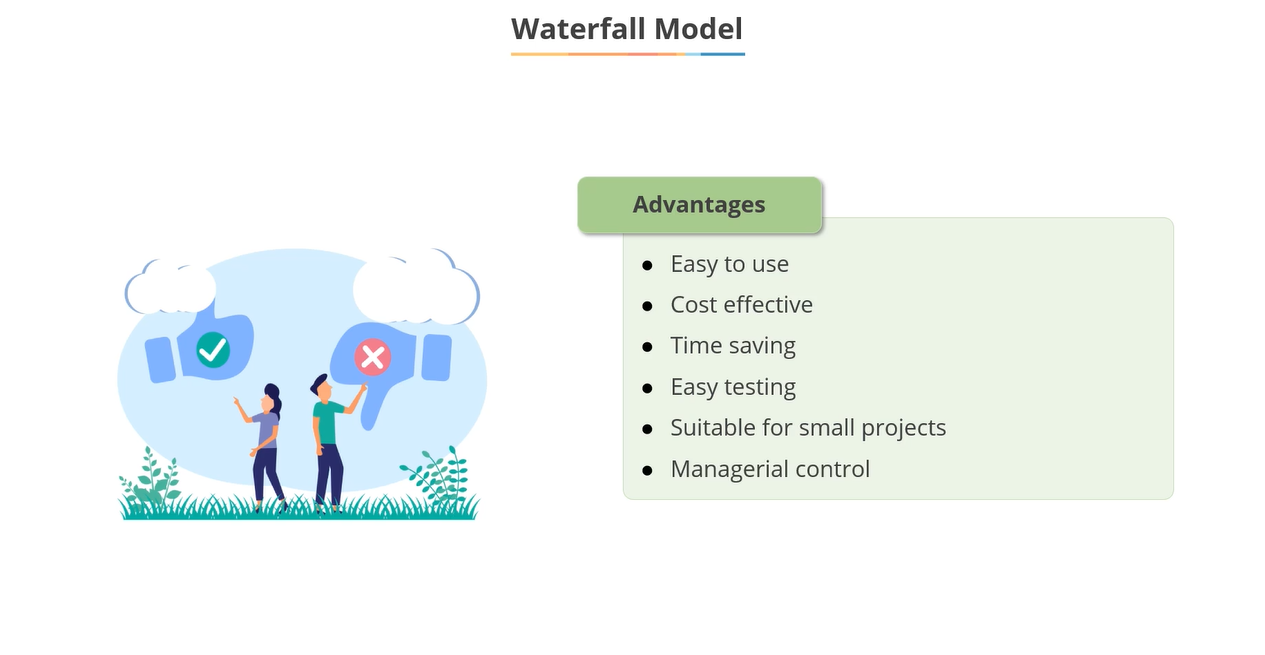 Waterfall Model
Advantages
● Easy to use
● Cost effective
● Time saving
● Easy testing
● Suitable for small projects
● Managerial control